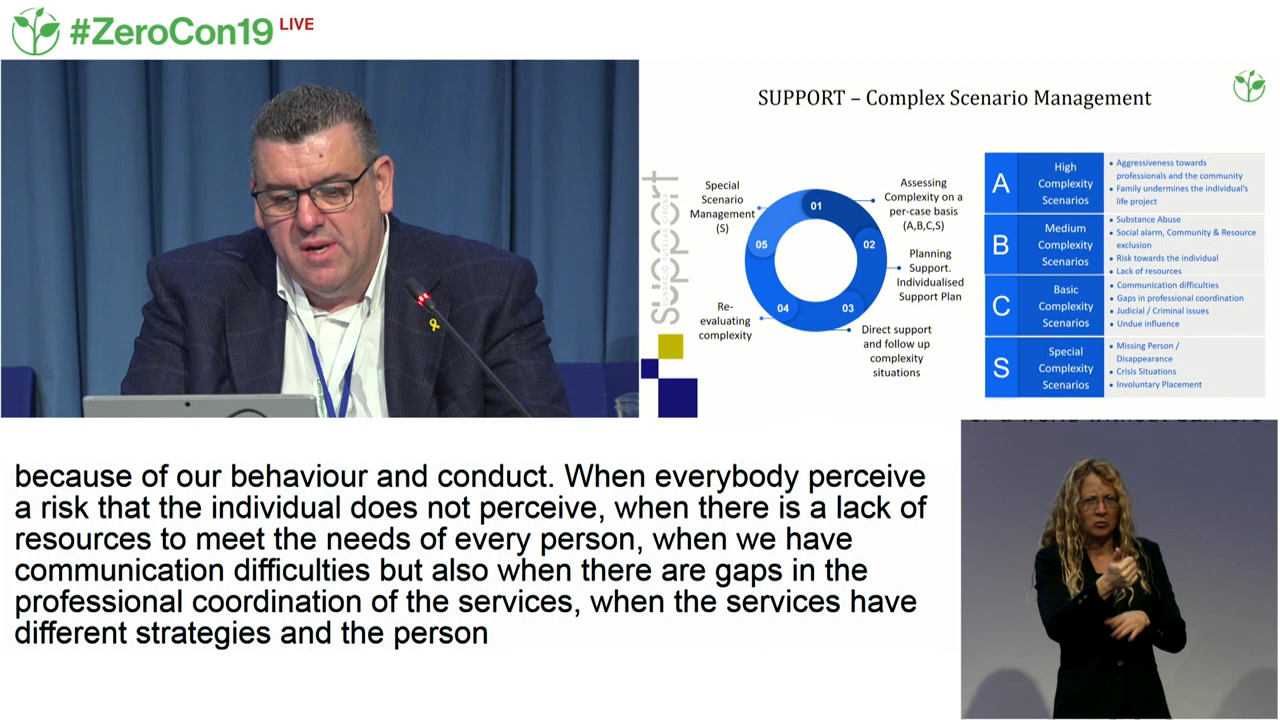 #ZeroCon19 LIVE
SUPPORT – Complex Scenario Management
support
FUNDACIÓ TUTELAR GIRONA
Special
Scenario
Management
(S)
Assessing
Complexity on a
per-case basis
(A,B,C,S)
Planning
Support.
Individualised
Support Plan
Direct support
and follow up
complexity
situations
Re-
evaluating
complexity
01
02
03
04
05
A
High
Complexity
Scenarios
• Aggressiveness towards
professionals and the community
• Family undermines the individual's
life project
B
Medium
Complexity
Scenarios
• Substance Abuse
• Social alarm, Community & Resource
exclusion
• Risk towards the individual
• Lack of resources
C
Basic
Complexity
Scenarios
• Communication difficulties
• Gaps in professional coordination
• Judicial / Criminal issues
• Undue influence
S
Special
Complexity
Scenarios
• Missing Person /
Disappearance
• Crisis Situations
• Involuntary Placement
because of our behaviour and conduct. When everybody perceive
a risk that the individual does not perceive, when there is a lack of
resources to meet the needs of every person, when we have
communication difficulties but also when there are gaps in the
professional coordination of the services, when the services have
different strategies and the person